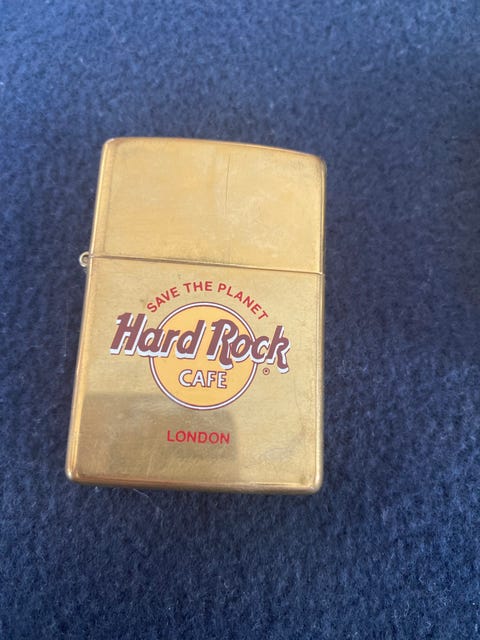 SAVE THE PLANET
Hard Rock
CAFE ®
LONDON